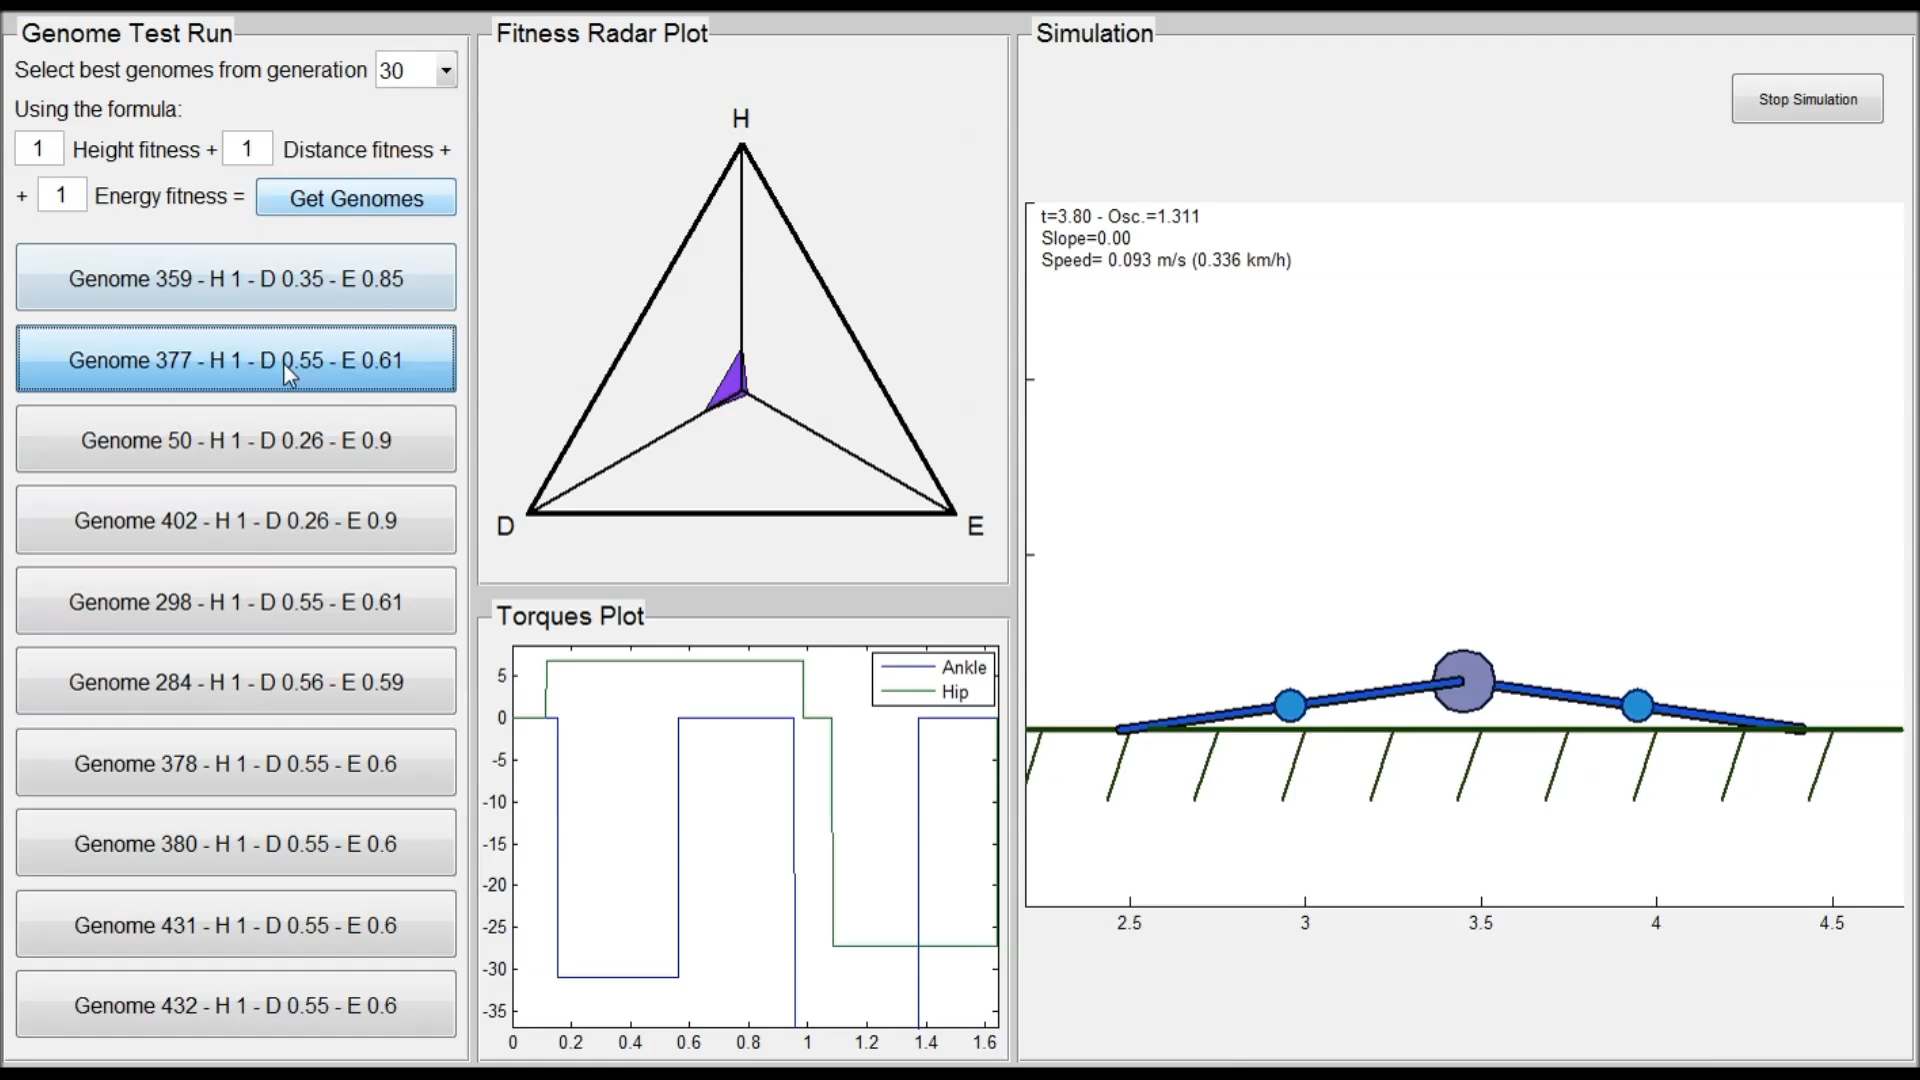 Genome Test Run
Select best genomes from generation 30
Using the formula:
1 Height fitness + 1 Distance fitness +
+ 1 Energy fitness = Get Genomes
Genome 359 - H 1 - D 0.35 - E 0.85
Genome 377 - H 1 - D 0.55 - E 0.61
Genome 50 - H 1 - D 0.26 - E 0.9
Genome 402 - H 1 - D 0.26 - E 0.9
Genome 298 - H 1 - D 0.55 - E 0.61
Genome 284 - H 1 - D 0.56 - E 0.59
Genome 378 - H 1 - D 0.55 - E 0.6
Genome 380 - H 1 - D 0.55 - E 0.6
Genome 431 - H 1 - D 0.55 - E 0.6
Genome 432 - H 1 - D 0.55 - E 0.6
Fitness Radar Plot
H
D E
Torques Plot
Ankle
Hip
5
0
-5
-10
-15
-20
-25
-30
-35
0 0.2 0.4 0.6 0.8 1 1.2 1.4 1.6
Simulation
Stop Simulation
t=3.80 - Osc.=1.311
Slope=0.00
Speed= 0.093 m/s (0.336 km/h)
2.5 3 3.5 4 4.5